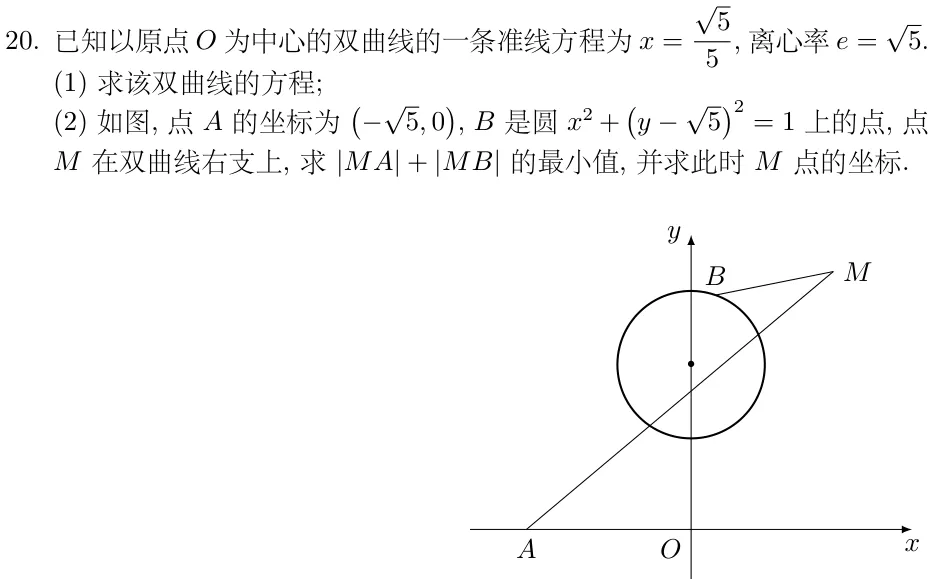 20. 已知以原点 O 为中心的双曲线的一条准线方程为 x = √5/5, 离心率 e = √5.
(1) 求该双曲线的方程;
(2) 如图, 点 A 的坐标为 (−√5, 0), B 是圆 x² + (y − √5)² = 1 上的点, 点
M 在双曲线右支上, 求 |MA| + |MB| 的最小值, 并求此时 M 点的坐标.
y
B
M
A
O
x